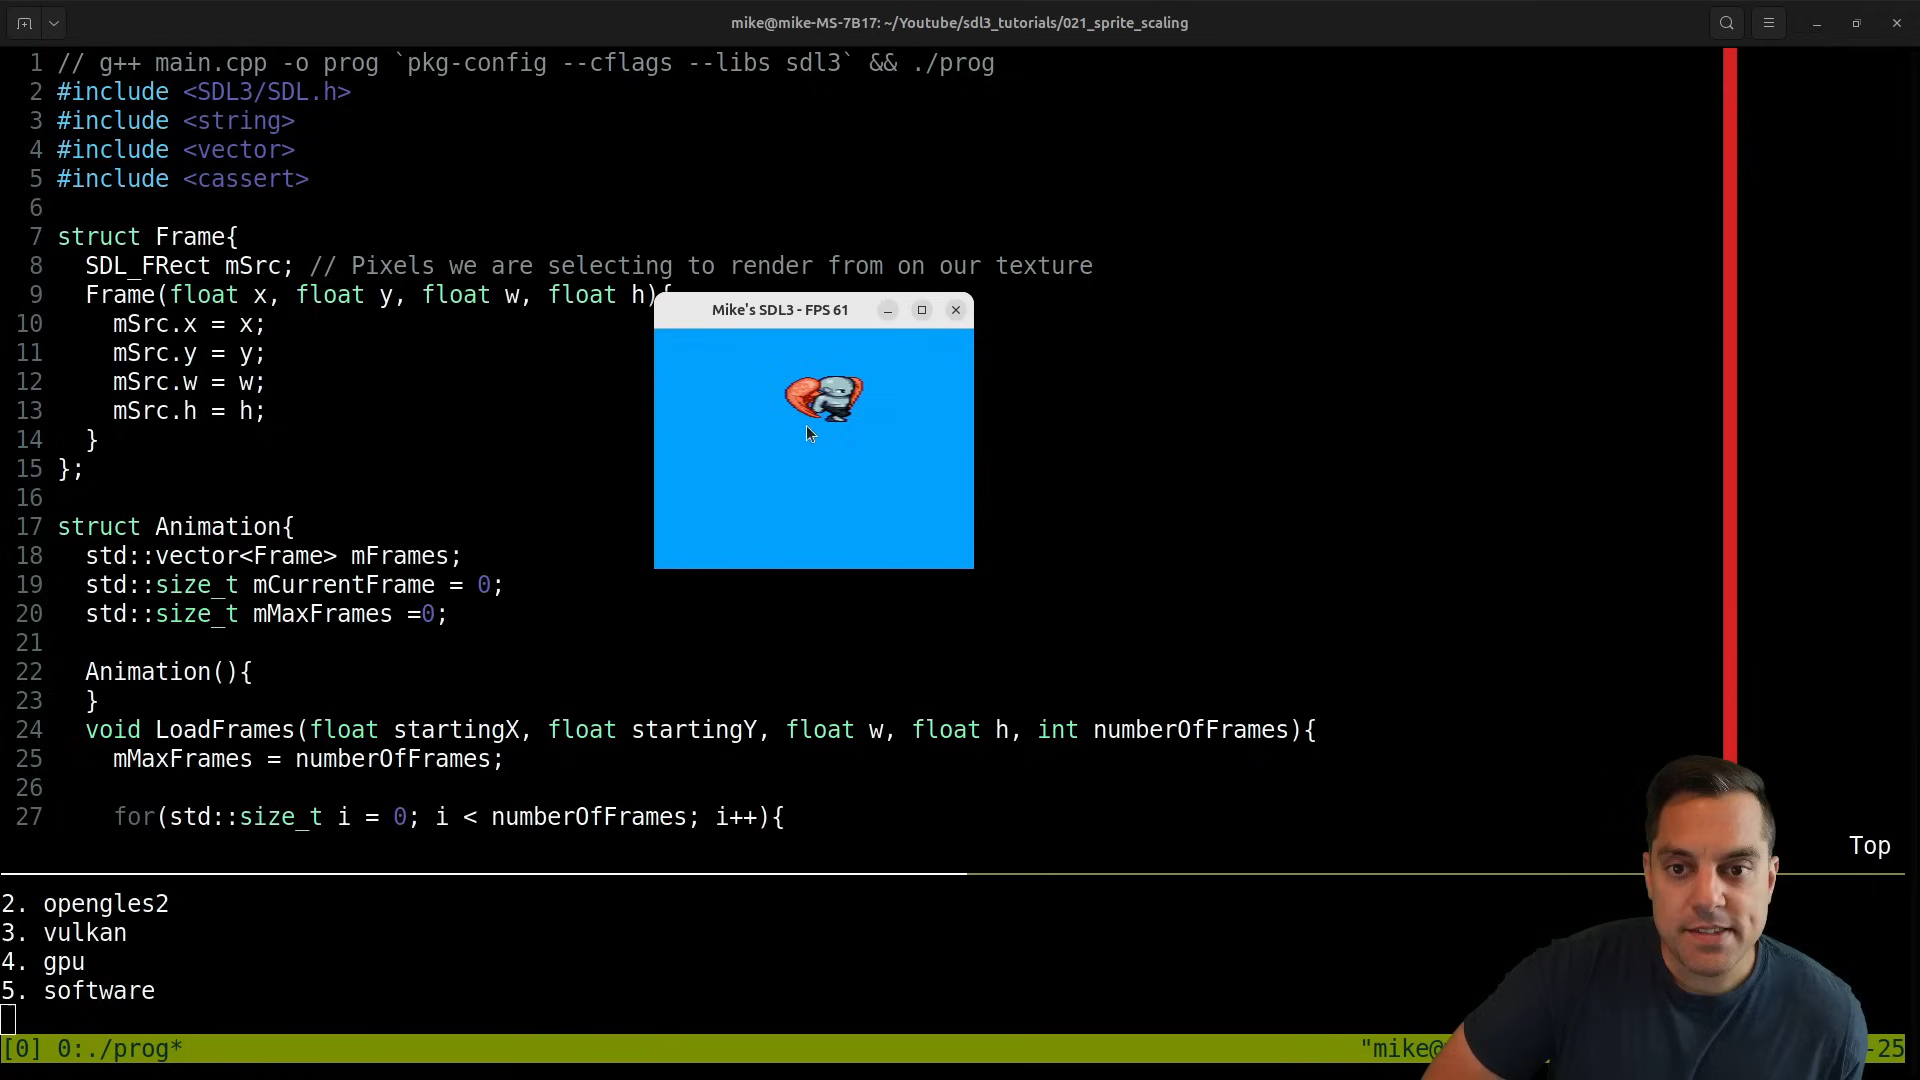 mike@mike-MS-7B17: ~/Youtube/sdl3_tutorials/021_sprite_scaling
1 // g++ main.cpp -o prog `pkg-config --cflags --libs sdl3` && ./prog
2 #include <SDL3/SDL.h>
3 #include <string>
4 #include <vector>
5 #include <cassert>
6
7 struct Frame{
8 SDL_FRect mSrc; // Pixels we are selecting to render from on our texture
9 Frame(float x, float y, float w, float h){
Mike's SDL3 - FPS 61
10 mSrc.x = x;
11 mSrc.y = y;
12 mSrc.w = w;
13 mSrc.h = h;
14 }
15 };
16
17 struct Animation{
18 std::vector<Frame> mFrames;
19 std::size_t mCurrentFrame = 0;
20 std::size_t mMaxFrames =0;
21
22 Animation(){
23 }
24 void LoadFrames(float startingX, float startingY, float w, float h, int numberOfFrames){
25 mMaxFrames = numberOfFrames;
26
27 for(std::size_t i = 0; i < numberOfFrames; i++){
Top
2. opengles2
3. vulkan
4. gpu
5. software
[0] 0:./prog* "mike@ -25